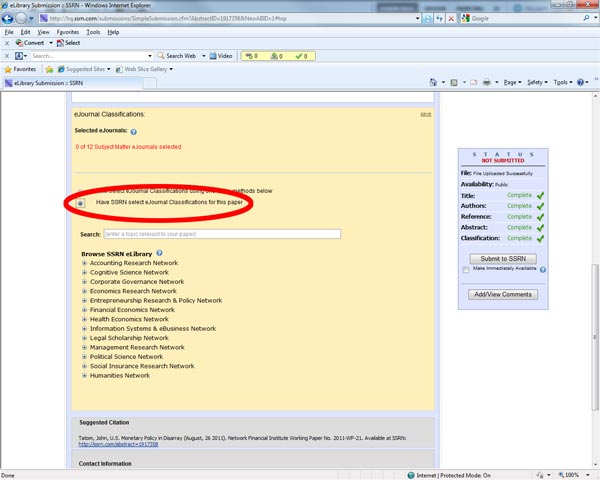 eLibrary Submission :: SSRN - Windows Internet Explorer
http://hq.ssrn.com/submissions/SimpleSubmission.cfm?AbstractID=1917358&NewABID=1#top
Google
File Edit View Favorites Tools Help
Convert Select
Search... Search Web Video 0 0 0
Favorites Suggested Sites Web Slice Gallery
eLibrary Submission :: SSRN
Page Safety Tools
eJournal Classifications:
Selected eJournals:
0 of 12 Subject Matter eJournals selected
select eJournal Classifications using methods below
Have SSRN select eJournal Classifications for this paper
Search: [enter a topic relevant to your paper]
Browse SSRN eLibrary
Accounting Research Network
Cognitive Science Network
Corporate Governance Network
Economics Research Network
Entrepreneurship Research & Policy Network
Financial Economics Network
Health Economics Network
Information Systems & eBusiness Network
Legal Scholarship Network
Management Research Network
Political Science Network
Social Insurance Research Network
Humanities Network
STATUS
NOT SUBMITTED
File: File Uploaded Successfully
Availability: Public
Title: Complete
Authors: Complete
Reference: Complete
Abstract: Complete
Classification: Complete
Submit to SSRN
Make Immediately Available
Add/View Comments
Suggested Citation
Tatom, John, U.S. Monetary Policy in Disarray (August, 26 2011). Network Financial Institute Working Paper No. 2011-WP-21. Available at SSRN:
http://ssrn.com/abstract=1917358
Contact Information
Done
Internet | Protected Mode: On
100%